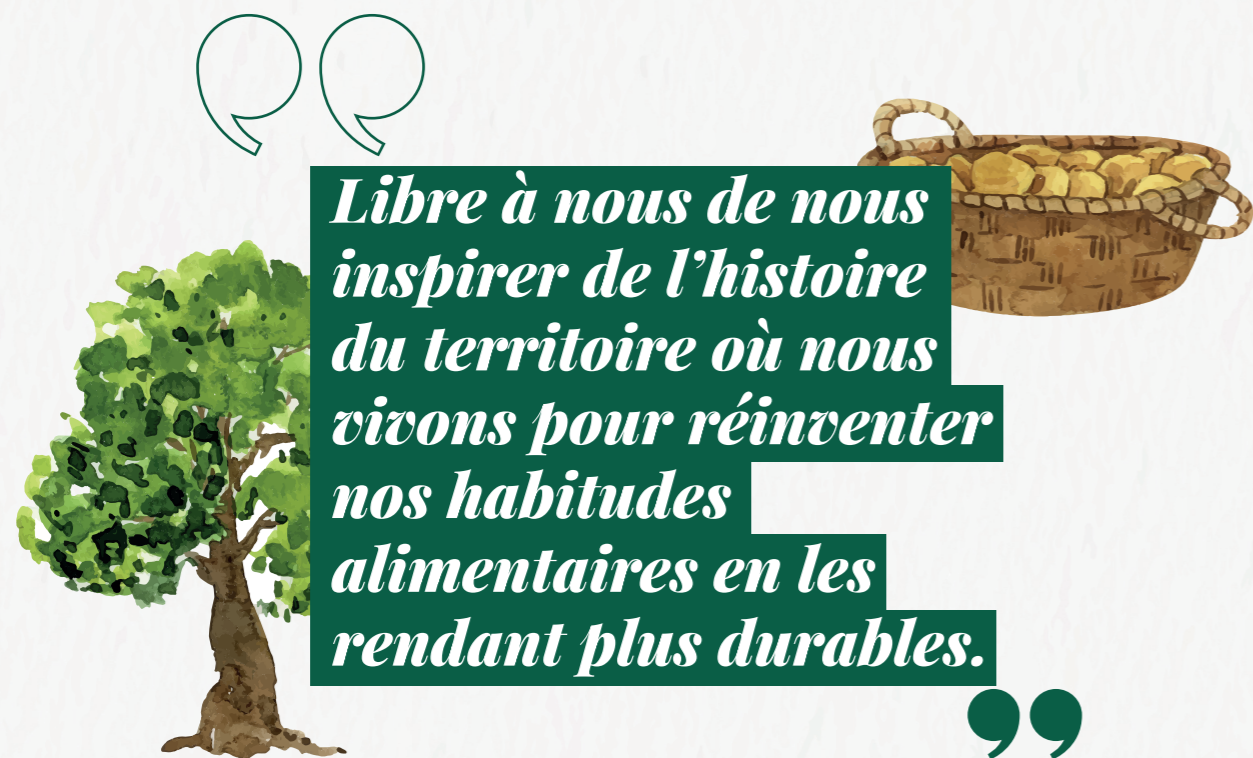 Libre à nous de nous
inspirer de l’histoire
du territoire où nous
vivons pour réinventer
nos habitudes
alimentaires en les
rendant plus durables.
”